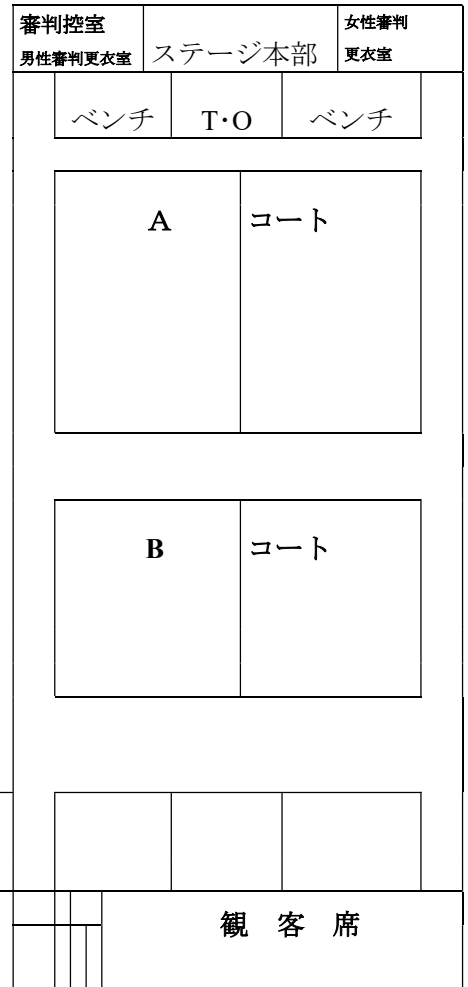 審判控室
男性審判更衣室
ステージ本部
女性審判
更衣室
ベンチ
T･O
ベンチ
A コート
B コート
観 客 席